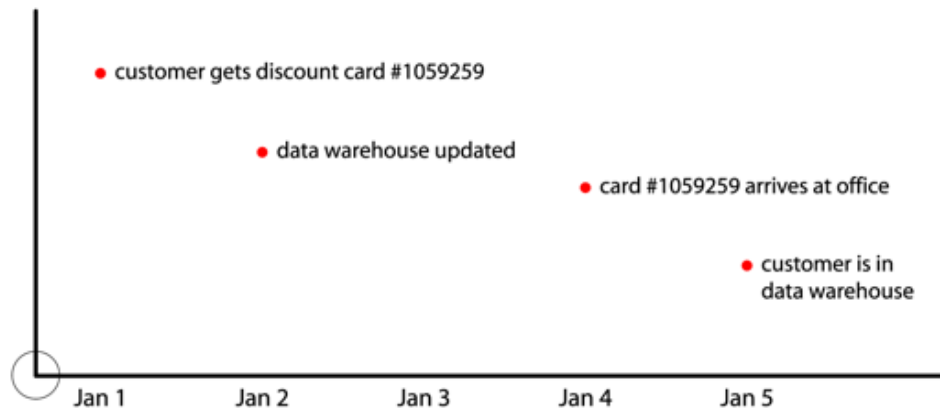 customer gets discount card #1059259
data warehouse updated
card #1059259 arrives at office
customer is in
data warehouse
Jan 1
Jan 2
Jan 3
Jan 4
Jan 5